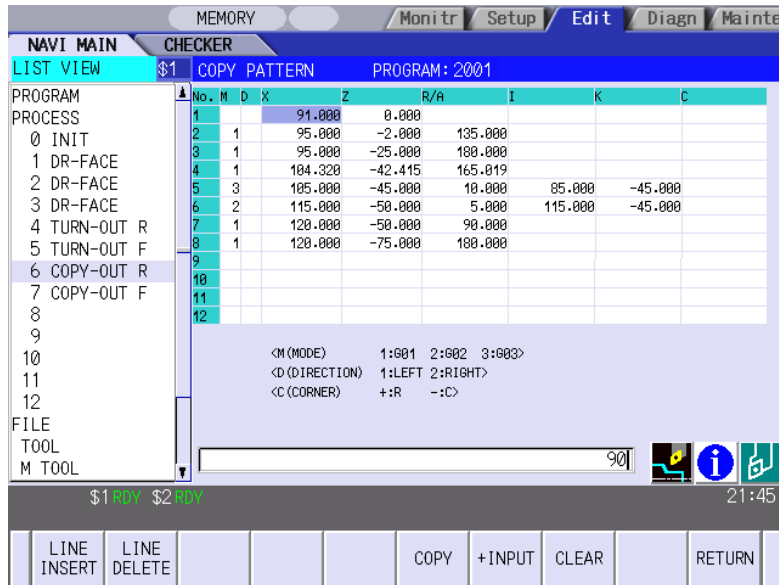 MEMORY Monitr Setup Edit Diagn Mainte
NAVI MAIN CHECKER
LIST VIEW $1 COPY PATTERN PROGRAM: 2001
PROGRAM
PROCESS
0 INIT
1 DR-FACE
2 DR-FACE
3 DR-FACE
4 TURN-OUT R
5 TURN-OUT F
6 COPY-OUT R
7 COPY-OUT F
8
9
10
11
12
FILE
TOOL
M TOOL
No. M D X Z R/A I K C
1 91.000 0.000
2 1 95.000 -2.000 135.000
3 1 95.000 -25.000 180.000
4 1 104.320 -42.415 165.019
5 3 105.000 -45.000 10.000 85.000 -45.000
6 2 115.000 -50.000 5.000 115.000 -45.000
7 1 120.000 -50.000 90.000
8 1 120.000 -75.000 180.000
9
10
11
12
<M(MODE) 1:G01 2:G02 3:G03>
<D(DIRECTION) 1:LEFT 2:RIGHT>
<C(CORNER) +:R -:C>
90
$1 RDY $2 RDY 21:45
LINE INSERT LINE DELETE COPY +INPUT CLEAR RETURN